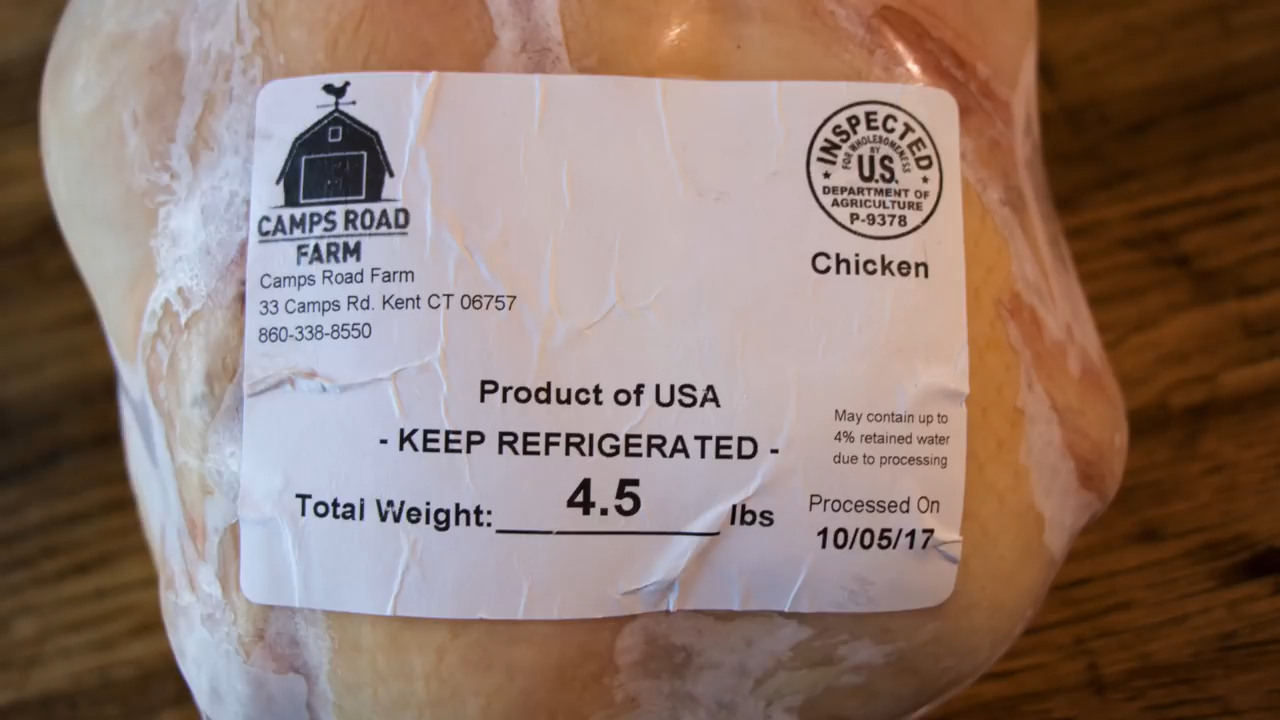 CAMPS ROAD
FARM
Camps Road Farm
33 Camps Rd. Kent CT 06757
860-338-8550
INSPECTED
FOR WHOLESOMENESS
BY
U.S.
DEPARTMENT OF
AGRICULTURE
P-9378
Chicken
Product of USA
- KEEP REFRIGERATED -
Total Weight: 4.5 lbs
May contain up to
4% retained water
due to processing
Processed On
10/05/17